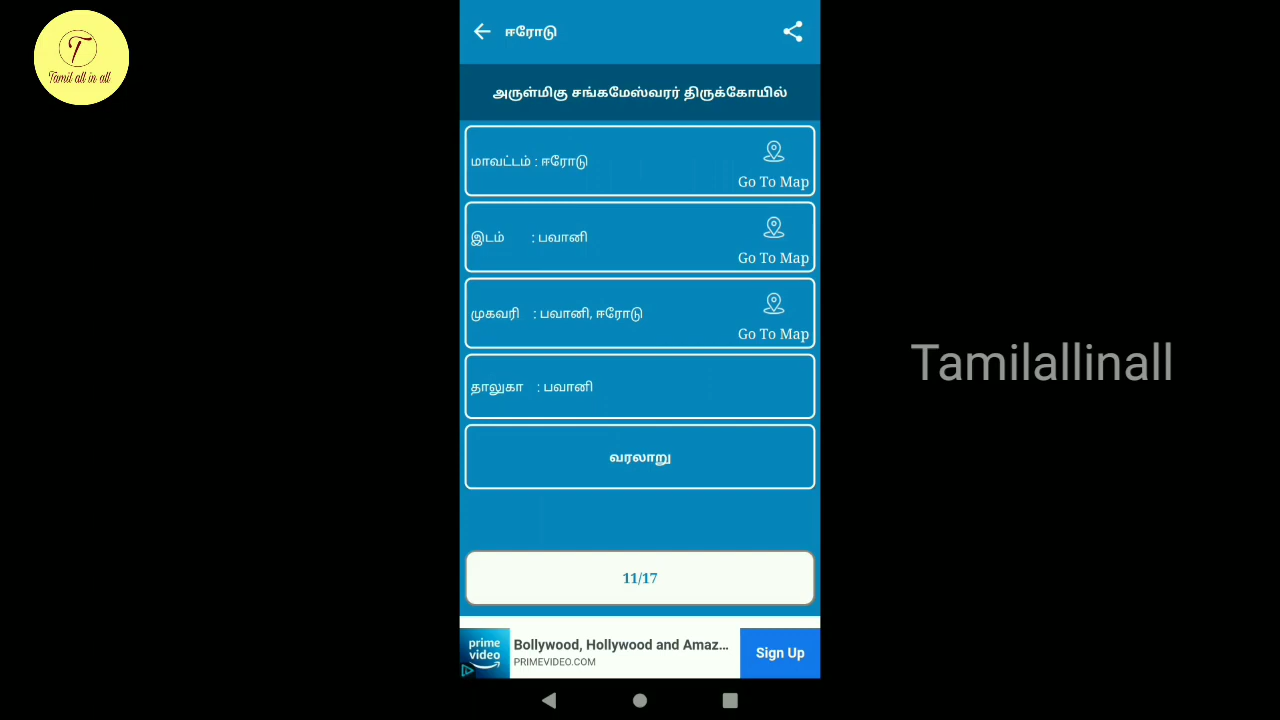 T
Tamil all in all
ஈரோடு
அருள்மிகு சங்கமேஸ்வரர் திருக்கோயில்
மாவட்டம் : ஈரோடு
Go To Map
இடம் : பவானி
Go To Map
முகவரி : பவானி, ஈரோடு
Go To Map
தாலுகா : பவானி
வரலாறு
Tamilallinall
11/17
prime video
Bollywood, Hollywood and Amaz...
PRIMEVIDEO.COM
Sign Up